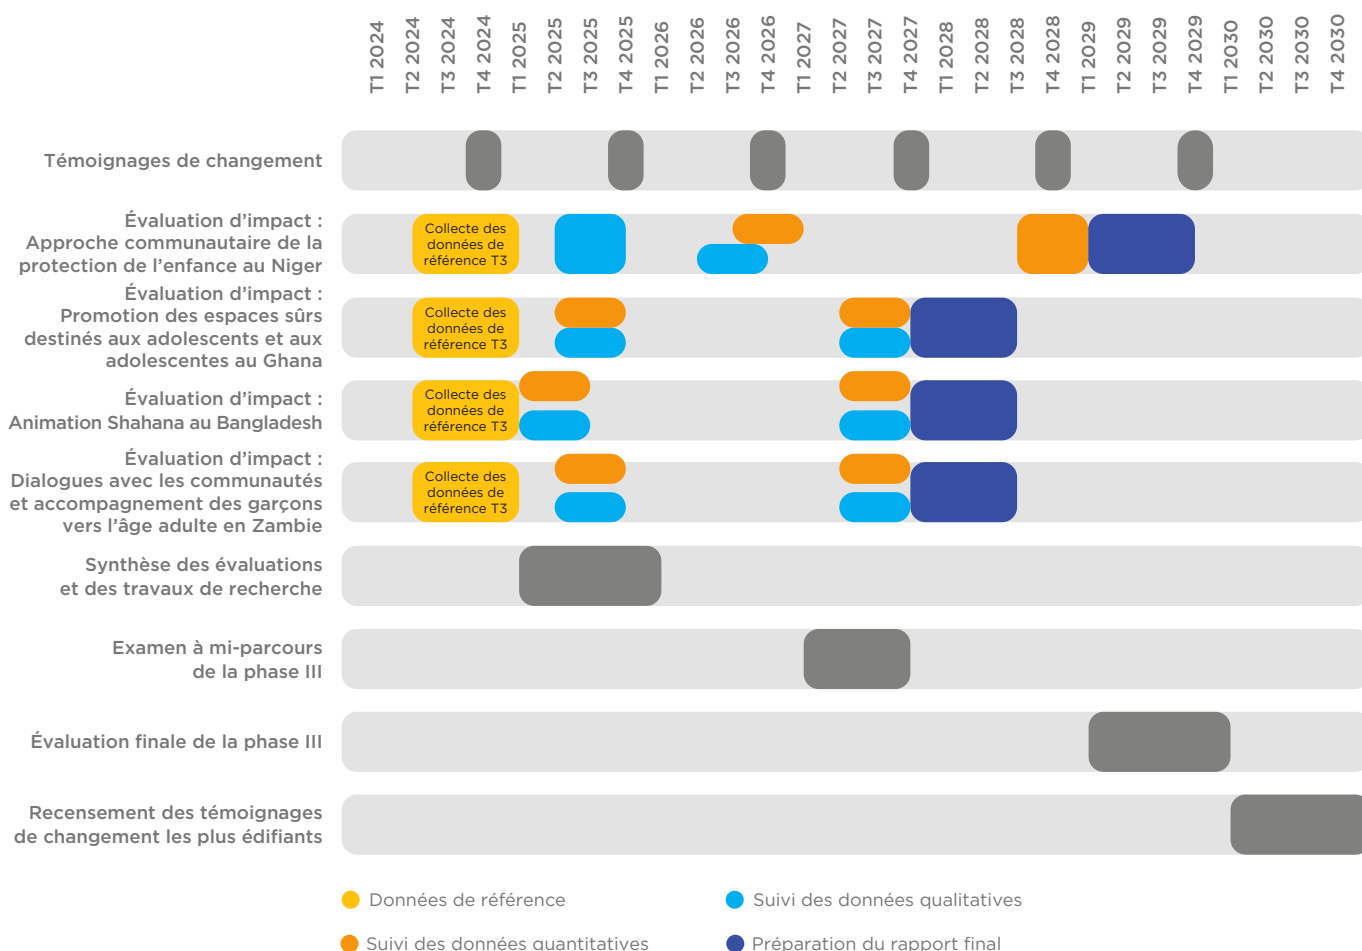 T1 2024
T2 2024
T3 2024
T4 2024
T1 2025
T2 2025
T3 2025
T4 2025
T1 2026
T2 2026
T3 2026
T4 2026
T1 2027
T2 2027
T3 2027
T4 2027
T1 2028
T2 2028
T3 2028
T4 2028
T1 2029
T2 2029
T3 2029
T4 2029
T1 2030
T2 2030
T3 2030
T4 2030
Témoignages de changement
Évaluation d’impact :
Approche communautaire de la
protection de l’enfance au Niger
Collecte des
données de
référence T3
Évaluation d’impact :
Promotion des espaces sûrs
destinés aux adolescents et aux
adolescentes au Ghana
Collecte des
données de
référence T3
Évaluation d’impact :
Animation Shahana au Bangladesh
Collecte des
données de
référence T3
Évaluation d’impact :
Dialogues avec les communautés
et accompagnement des garçons
vers l’âge adulte en Zambie
Collecte des
données de
référence T3
Synthèse des évaluations
et des travaux de recherche
Examen à mi-parcours
de la phase III
Évaluation finale de la phase III
Recensement des témoignages
de changement les plus édifiants
Données de référence
Suivi des données qualitatives
Suivi des données quantitatives
Préparation du rapport final